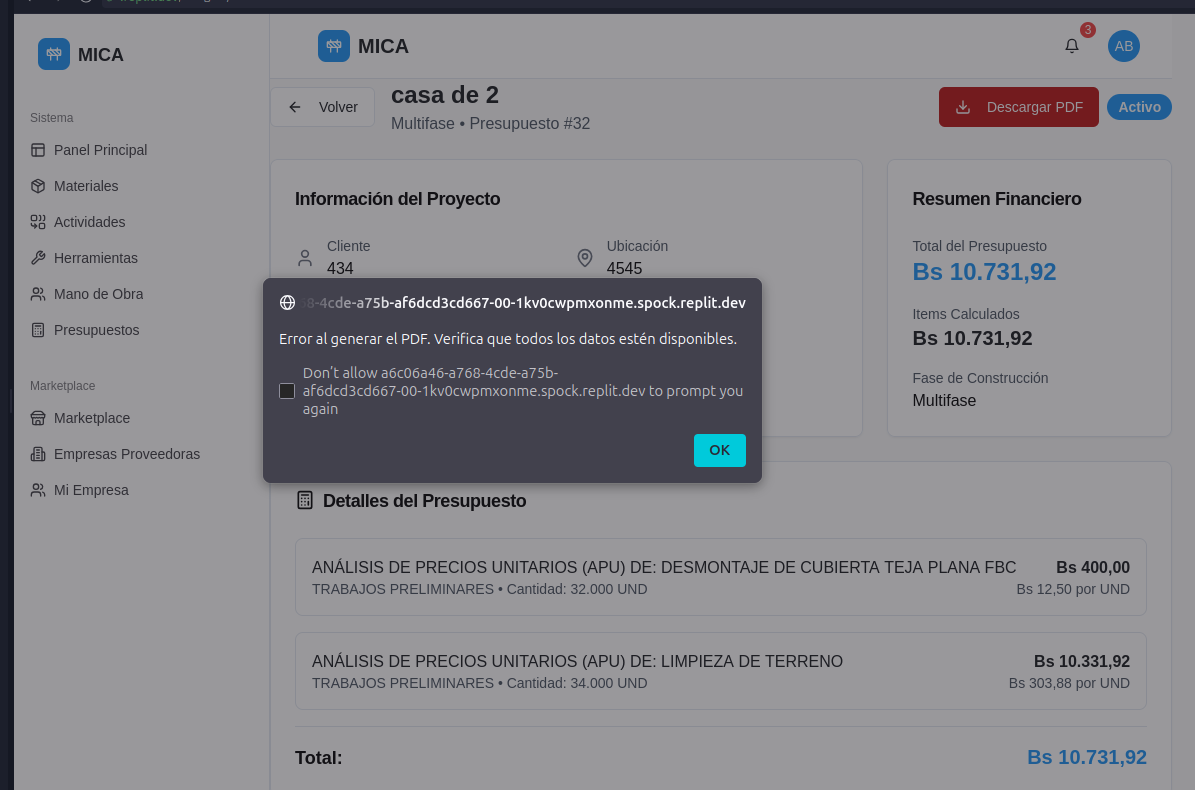 MICA
MICA
3
AB
Sistema
Panel Principal
Materiales
Actividades
Herramientas
Mano de Obra
Presupuestos
Marketplace
Marketplace
Empresas Proveedoras
Mi Empresa
Volver
casa de 2
Multifase • Presupuesto #32
Descargar PDF
Activo
Información del Proyecto
Cliente
434
Ubicación
4545
Resumen Financiero
Total del Presupuesto
Bs 10.731,92
Items Calculados
Bs 10.731,92
Fase de Construcción
Multifase
8-4cde-a75b-af6dcd3cd667-00-1kv0cwpmxonme.spock.replit.dev
Error al generar el PDF. Verifica que todos los datos estén disponibles.
Don't allow a6c06a46-a768-4cde-a75b-
af6dcd3cd667-00-1kv0cwpmxonme.spock.replit.dev to prompt you
again
OK
Detalles del Presupuesto
ANÁLISIS DE PRECIOS UNITARIOS (APU) DE: DESMONTAJE DE CUBIERTA TEJA PLANA FBC
Bs 400,00
TRABAJOS PRELIMINARES • Cantidad: 32.000 UND
Bs 12,50 por UND
ANÁLISIS DE PRECIOS UNITARIOS (APU) DE: LIMPIEZA DE TERRENO
Bs 10.331,92
TRABAJOS PRELIMINARES • Cantidad: 34.000 UND
Bs 303,88 por UND
Total:
Bs 10.731,92